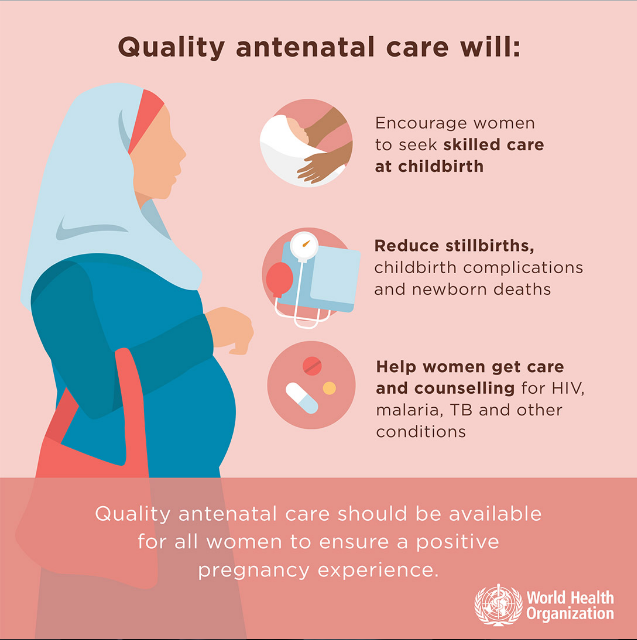 Quality antenatal care will:
Encourage women
to seek skilled care
at childbirth
Reduce stillbirths,
childbirth complications
and newborn deaths
Help women get care
and counselling for HIV,
malaria, TB and other
conditions
Quality antenatal care should be available
for all women to ensure a positive
pregnancy experience.
World Health
Organization